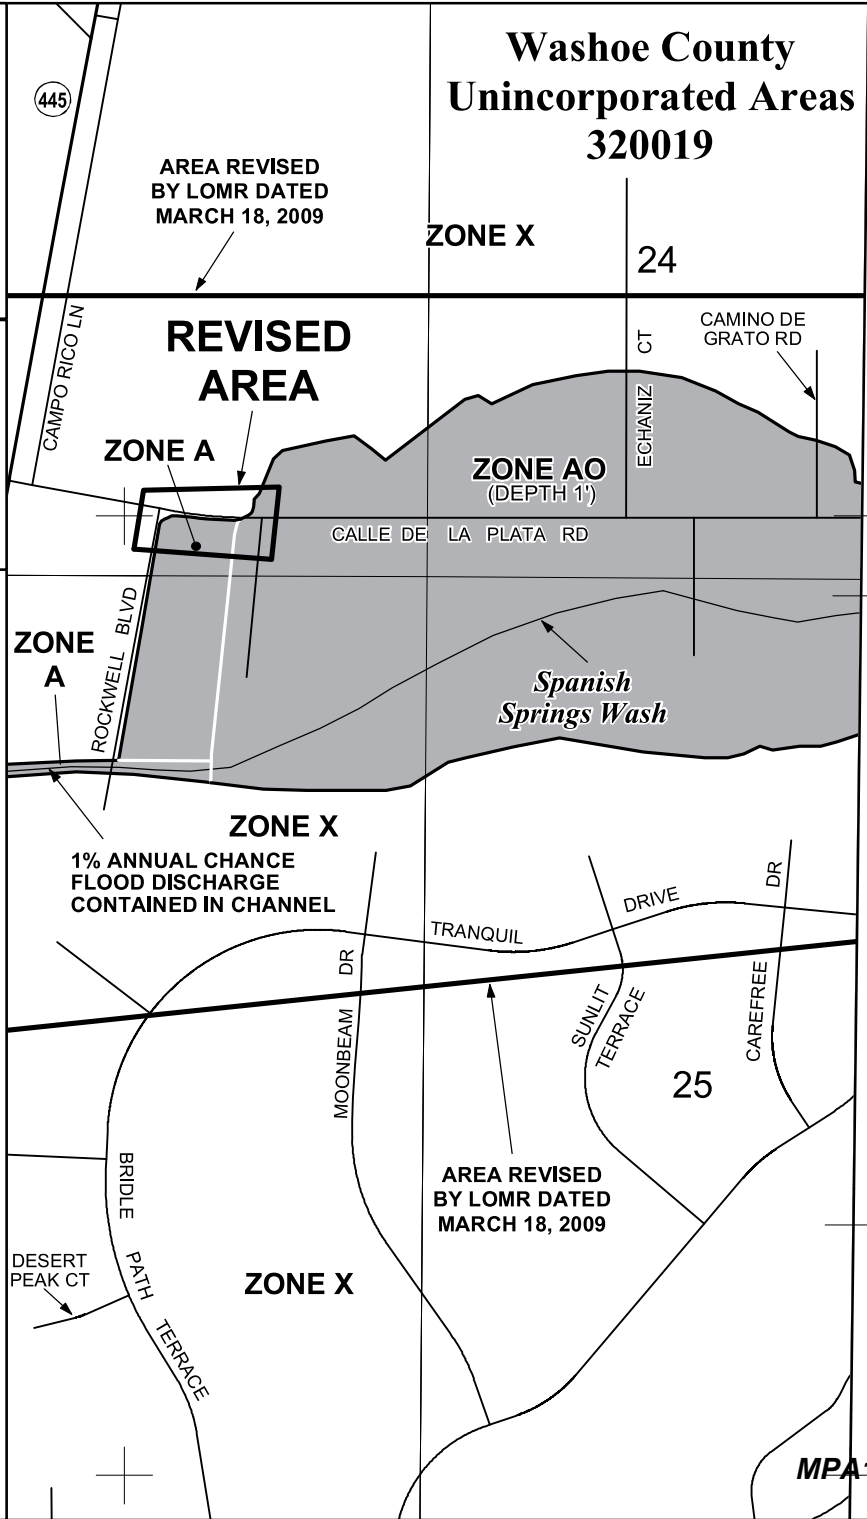 Washoe County
Unincorporated Areas
320019
445
AREA REVISED
BY LOMR DATED
MARCH 18, 2009
ZONE X
24
CAMPO RICO LN
REVISED
AREA
ECHANIZ CT
CAMINO DE
GRATO RD
ZONE A
ZONE AO
(DEPTH 1')
CALLE DE LA PLATA RD
ROCKWELL BLVD
ZONE
A
Spanish
Springs Wash
ZONE X
1% ANNUAL CHANCE
FLOOD DISCHARGE
CONTAINED IN CHANNEL
TRANQUIL DRIVE
MOONBEAM DR
SUNLIT
TERRACE
CAREFREE DR
25
AREA REVISED
BY LOMR DATED
MARCH 18, 2009
BRIDLE PATH TERRACE
DESERT
PEAK CT
ZONE X